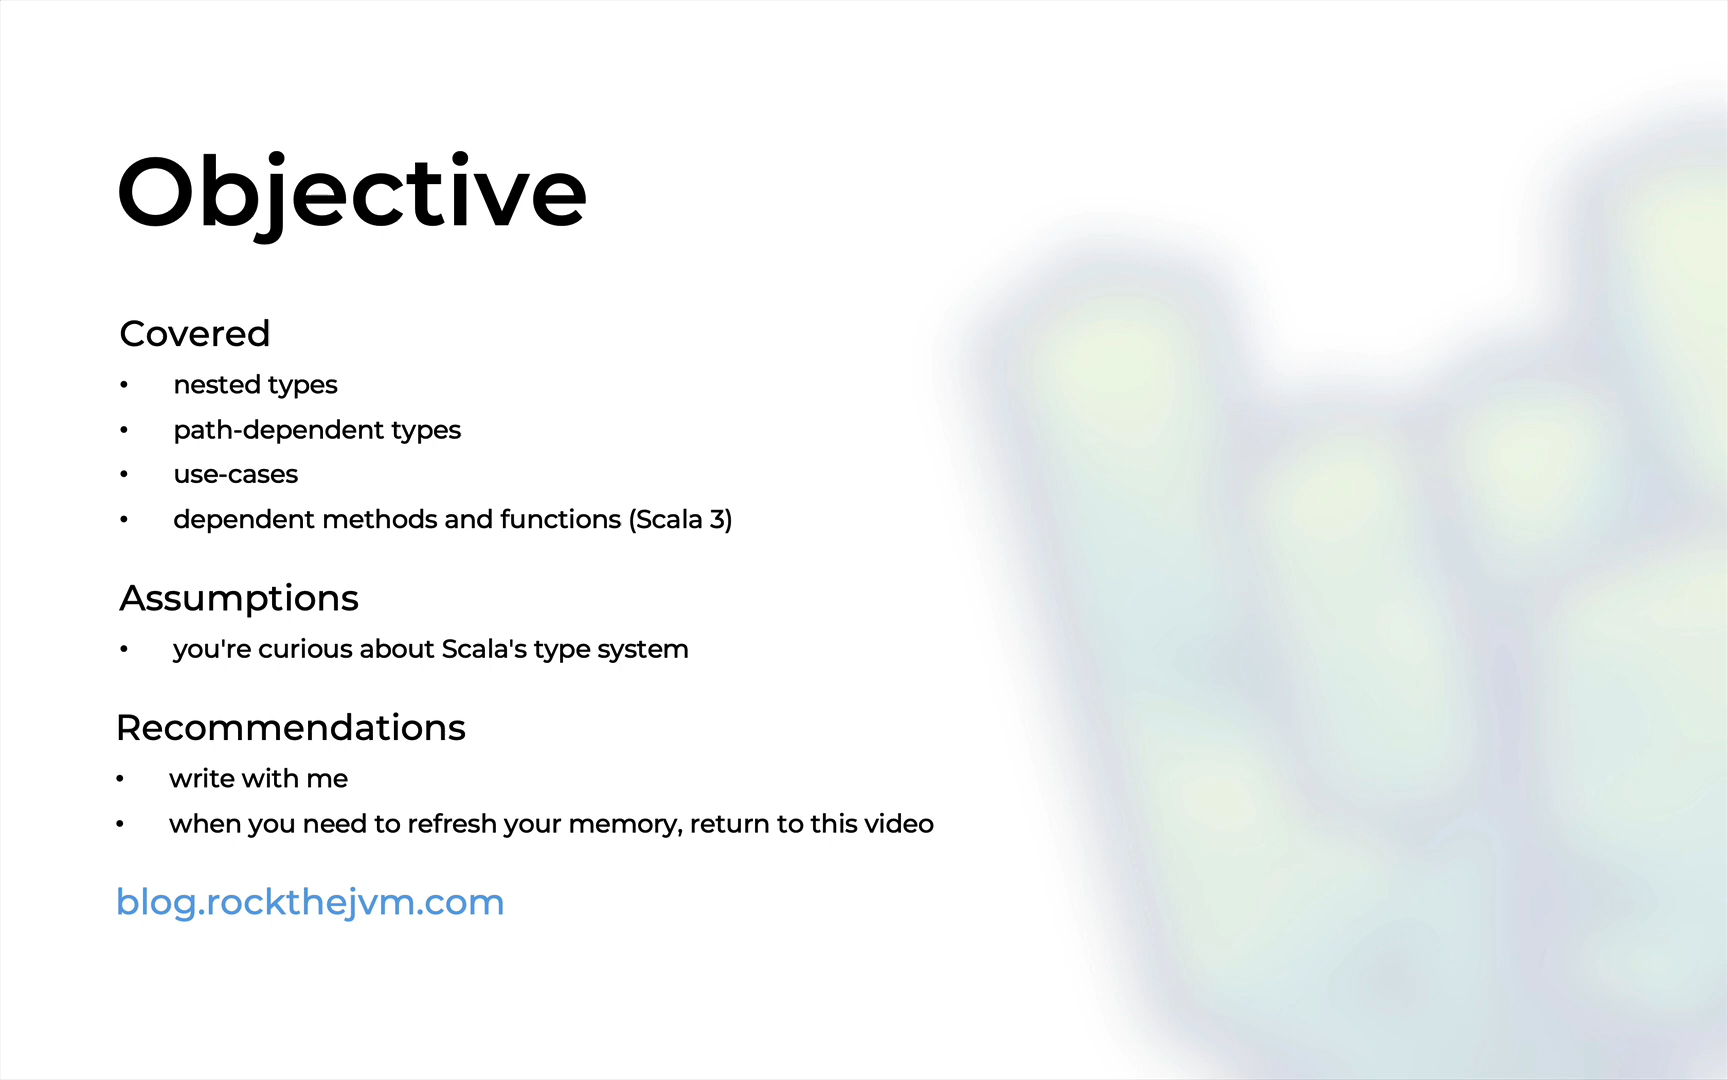 Objective
Covered
• nested types
• path-dependent types
• use-cases
• dependent methods and functions (Scala 3)
Assumptions
• you're curious about Scala's type system
Recommendations
• write with me
• when you need to refresh your memory, return to this video
blog.rockthejvm.com